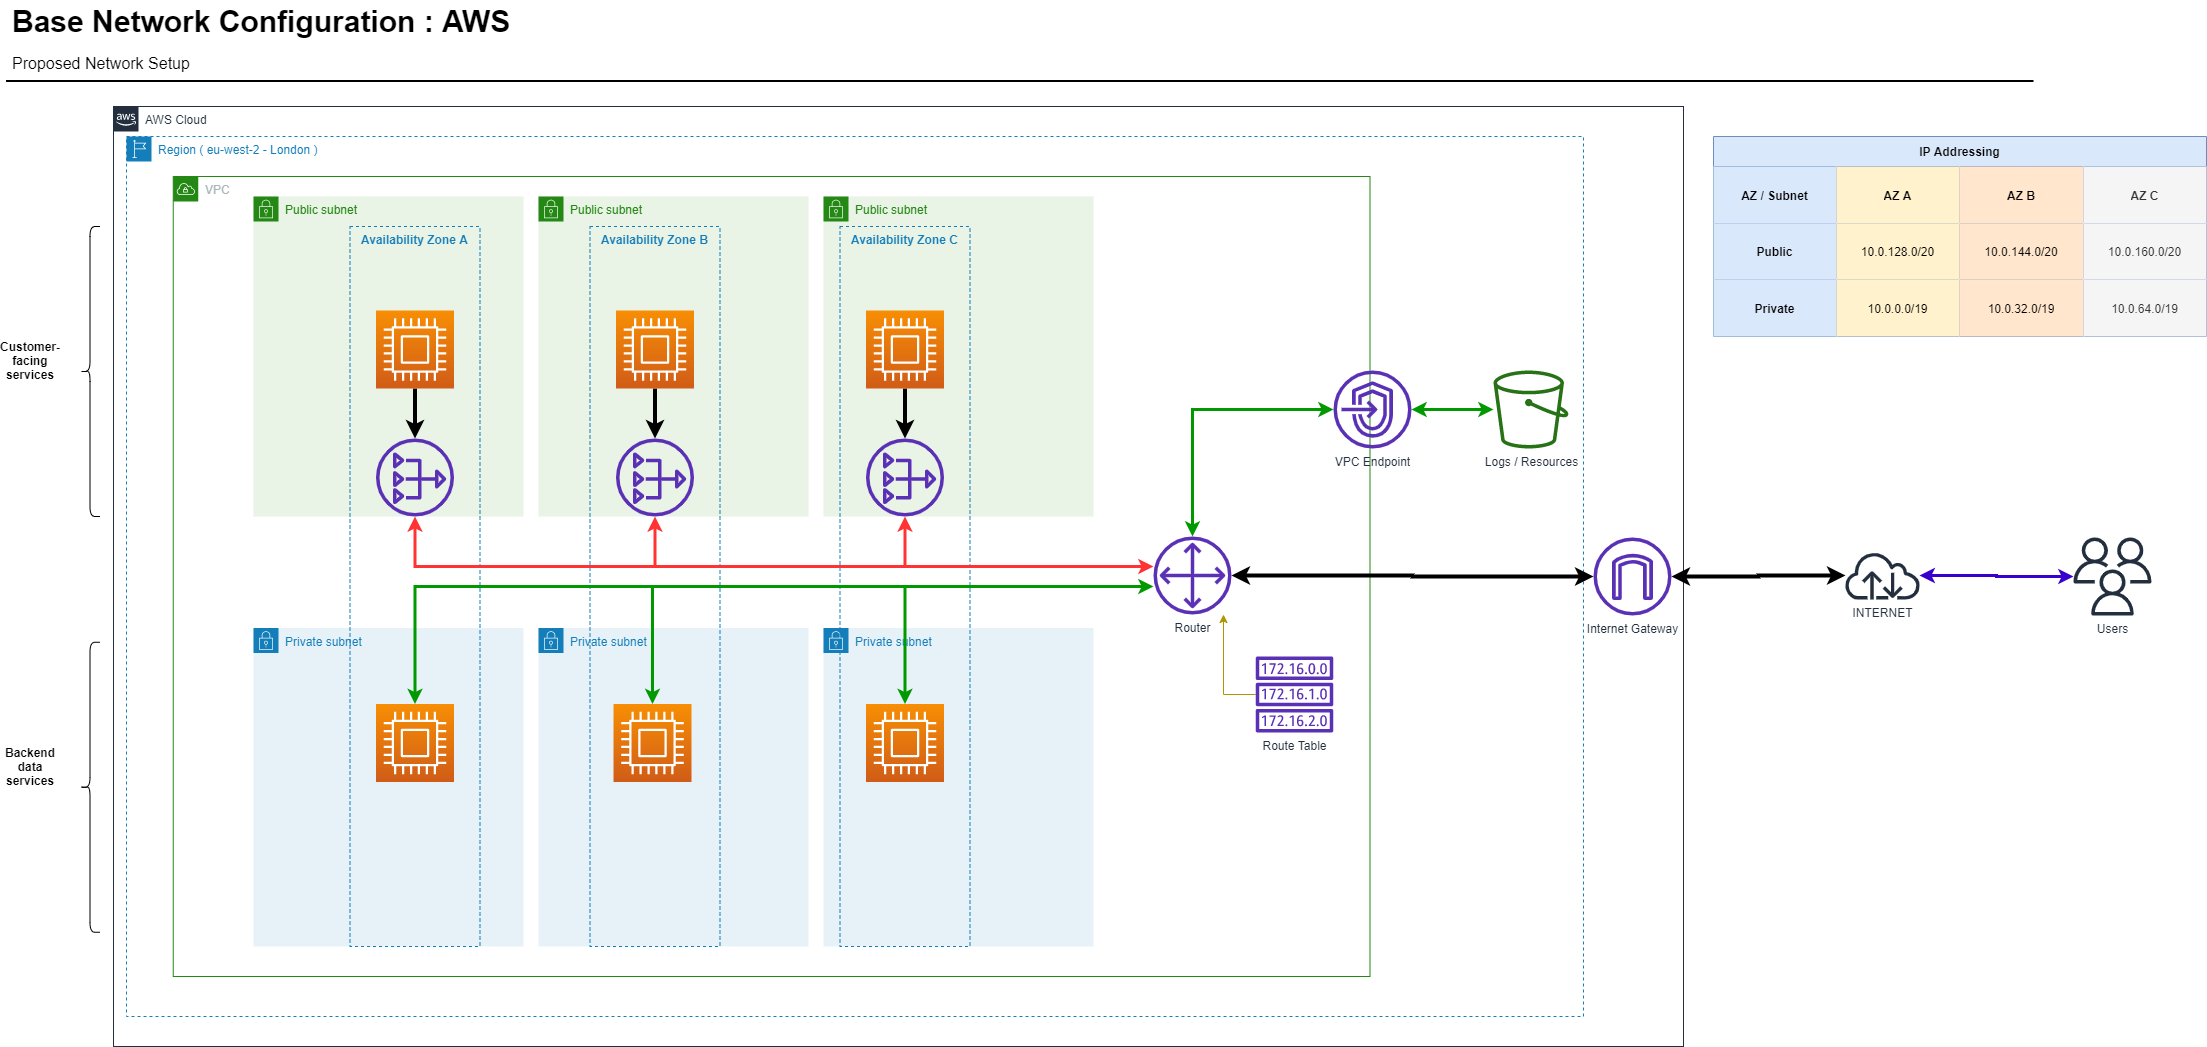 Base Network Configuration : AWS
Proposed Network Setup
aws
AWS Cloud
Region ( eu-west-2 - London )
VPC
Public subnet
Public subnet
Public subnet
Availability Zone A
Availability Zone B
Availability Zone C
Customer-
facing
services
VPC Endpoint
Logs / Resources
Router
Internet Gateway
INTERNET
Users
Private subnet
Private subnet
Private subnet
172.16.0.0
172.16.1.0
172.16.2.0
Route Table
Backend
data
services
IP Addressing
AZ / Subnet AZ A AZ B AZ C
Public 10.0.128.0/20 10.0.144.0/20 10.0.160.0/20
Private 10.0.0.0/19 10.0.32.0/19 10.0.64.0/19